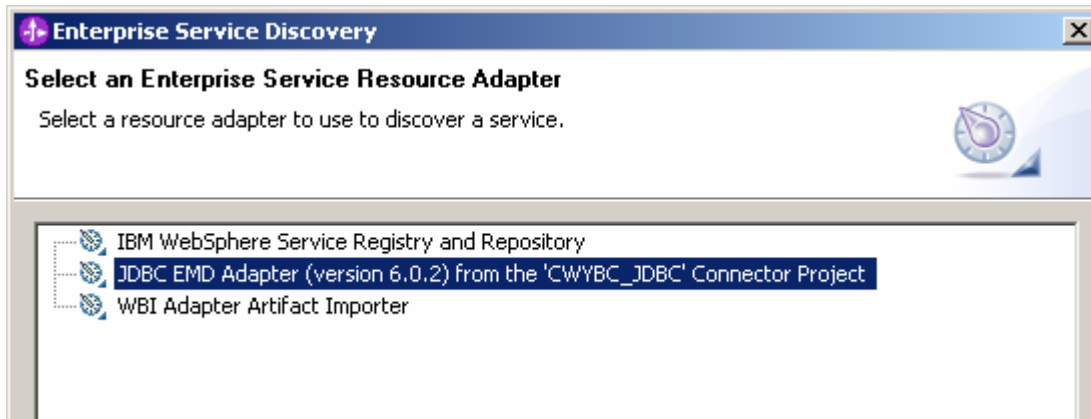 Enterprise Service Discovery
Select an Enterprise Service Resource Adapter
Select a resource adapter to use to discover a service.
IBM WebSphere Service Registry and Repository
JDBC EMD Adapter (version 6.0.2) from the 'CWYBC_JDBC' Connector Project
WBI Adapter Artifact Importer